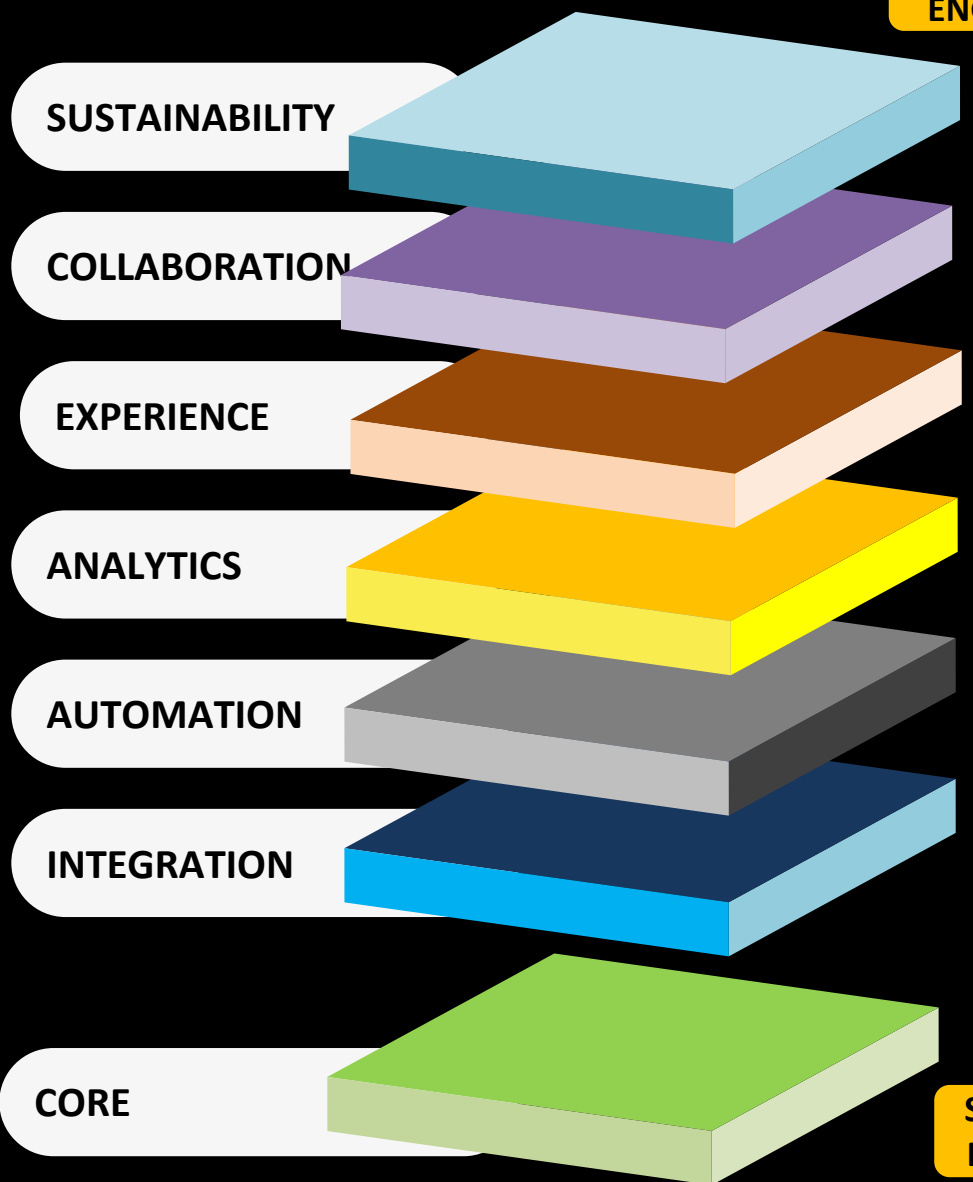 SUSTAINABILITY
COLLABORATION
EXPERIENCE
ANALYTICS
AUTOMATION
INTEGRATION
CORE